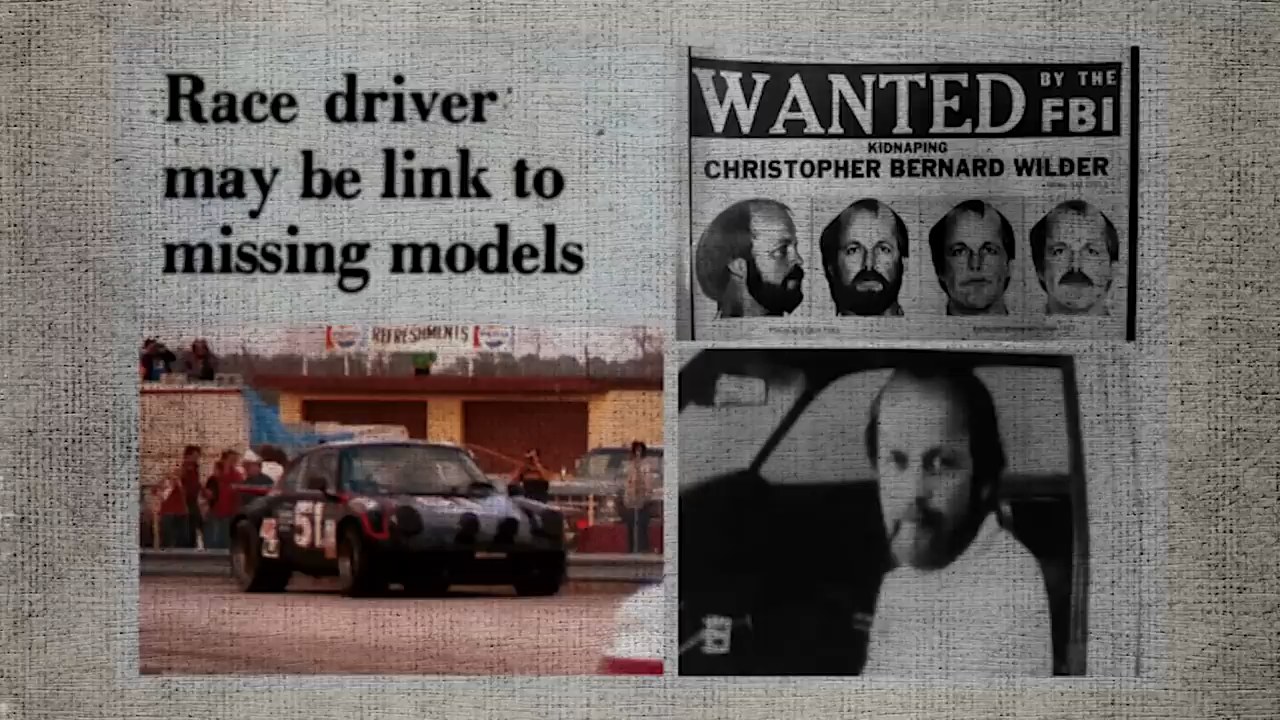 Race driver
may be link to
missing models
WANTED BY THE FBI
KIDNAPING
CHRISTOPHER BERNARD WILDER
REFRESHMENTS
51